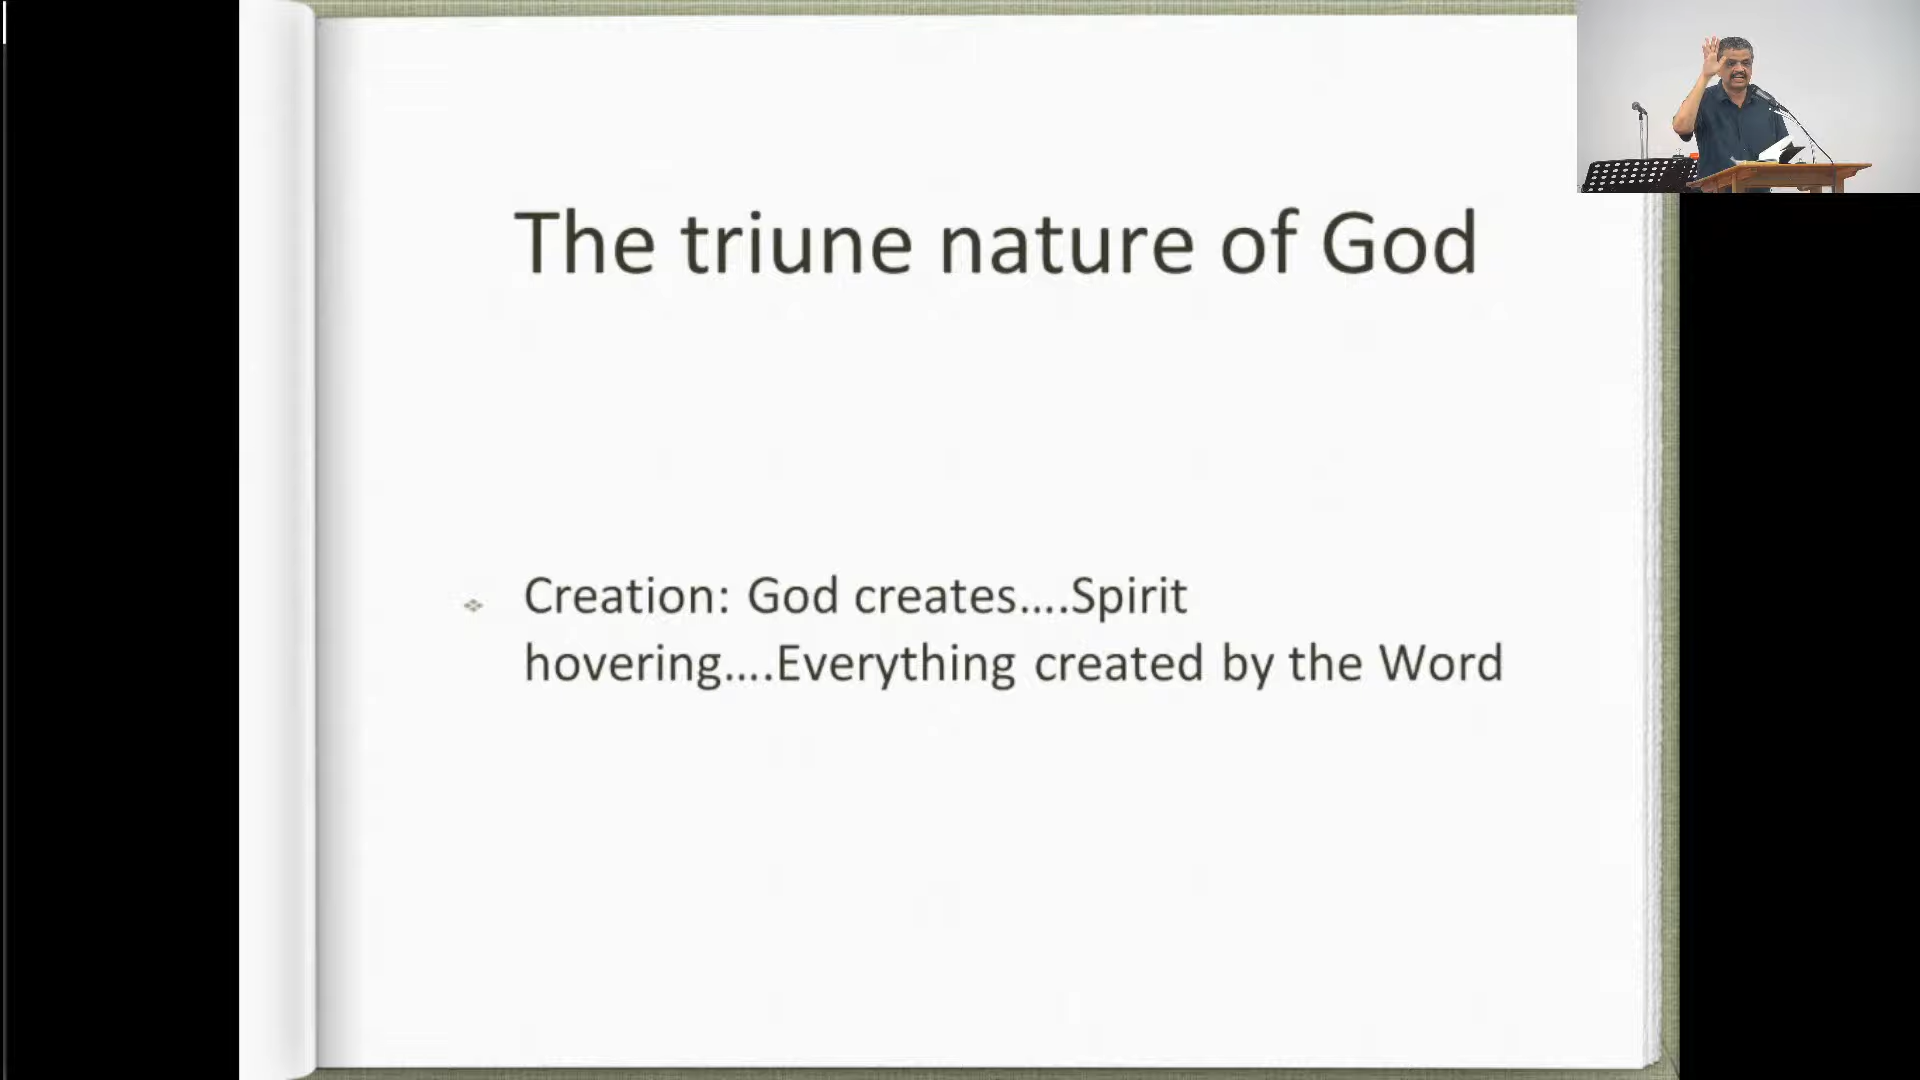 The triune nature of God
Creation: God creates....Spirit
hovering....Everything created by the Word